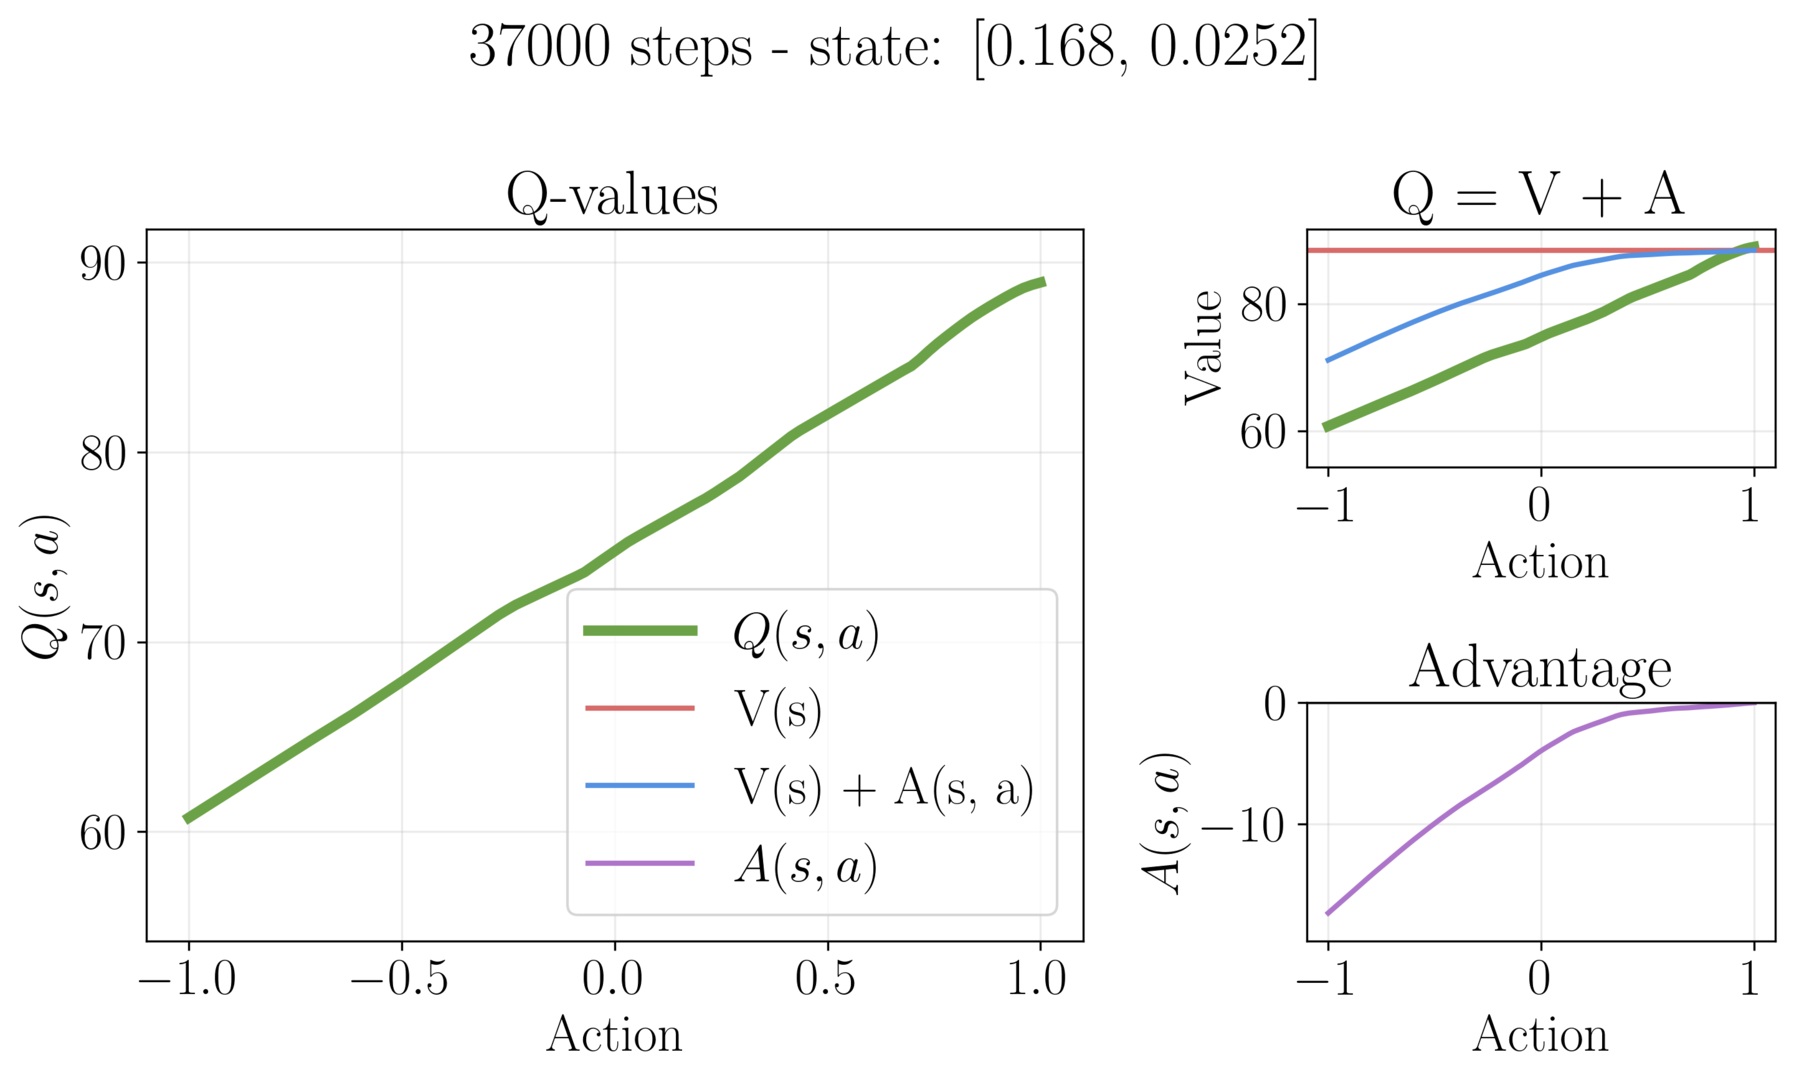 37000 steps - state: [0.168, 0.0252]
Q-values
90
80
70
60
Q(s, a)
−1.0 −0.5 0.0 0.5 1.0
Action
Q(s, a)
V(s)
V(s) + A(s, a)
A(s, a)
Q = V + A
80
60
Value
−1 0 1
Action
Advantage
0
−10
A(s, a)
−1 0 1
Action